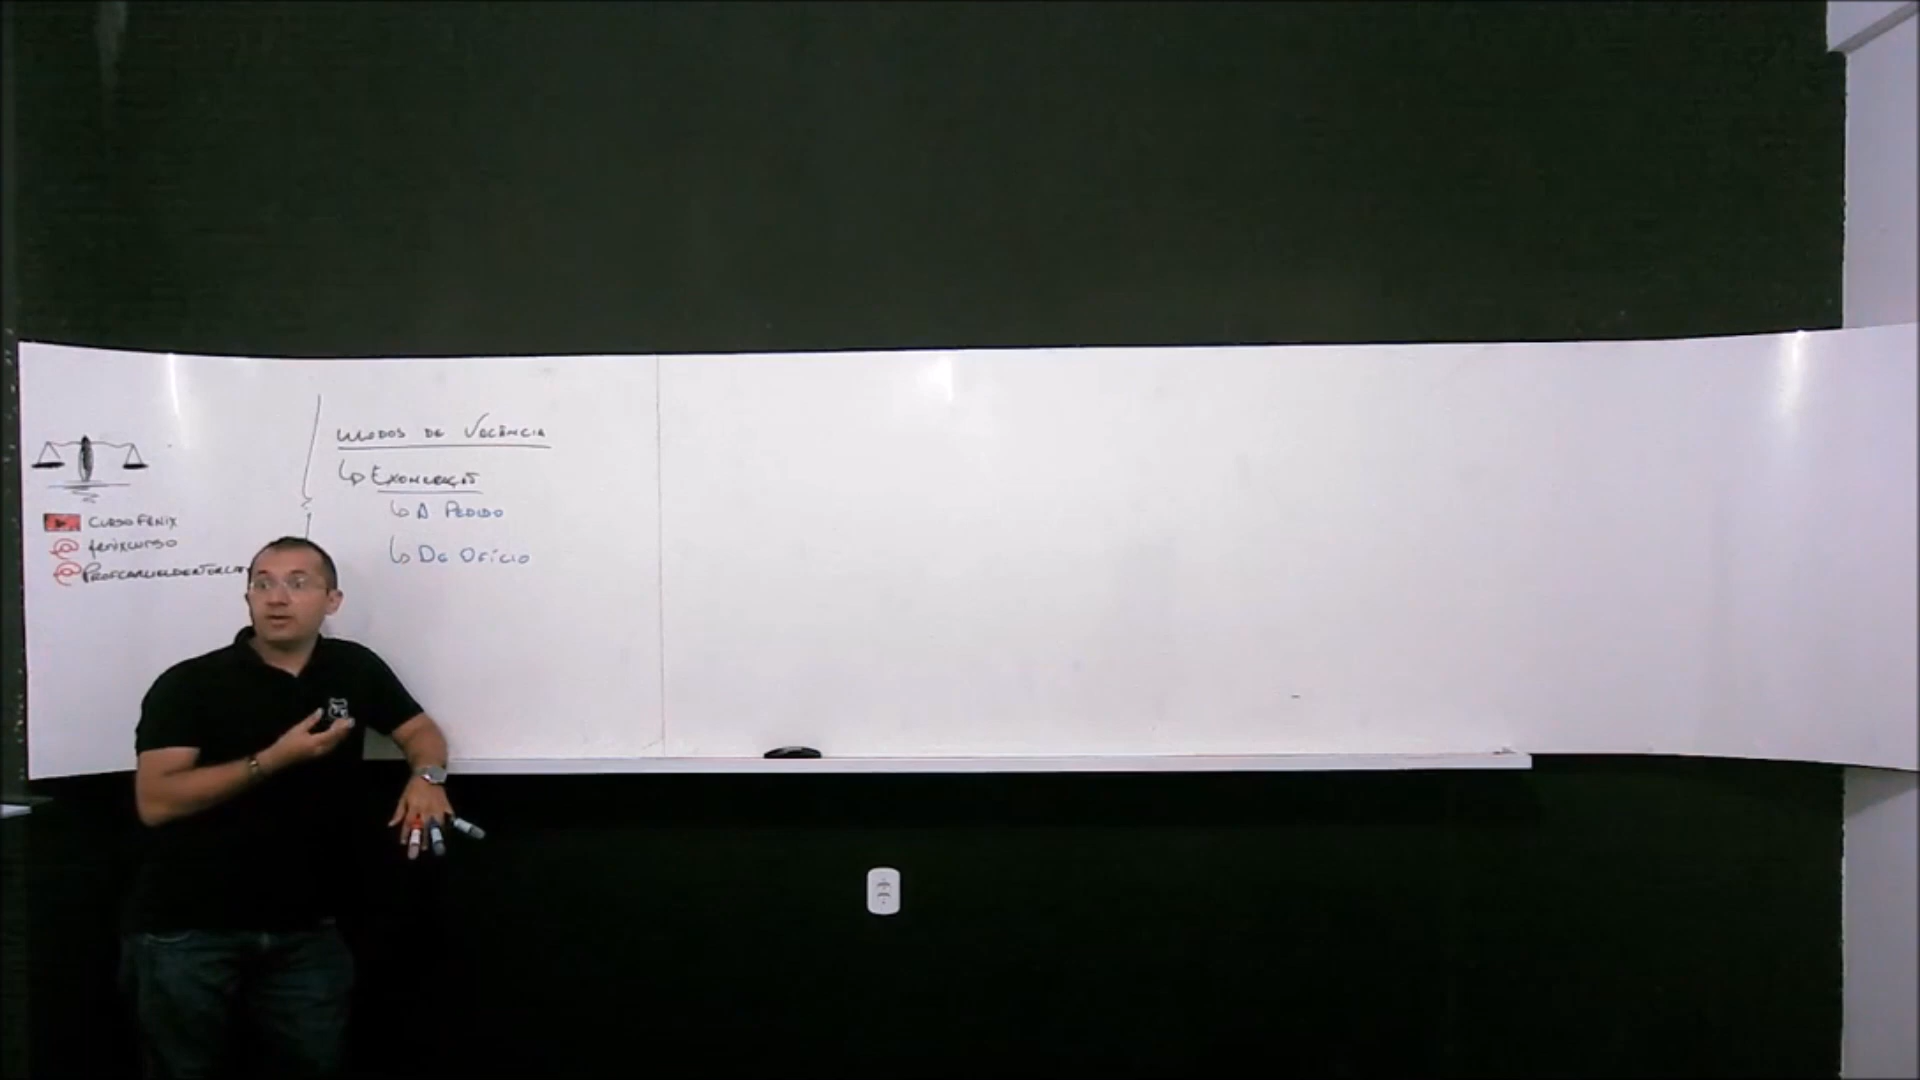 CURSO FENIX
@ fenixcurso
@
MODOS DE VACÂNCIA
↳ EXONERAÇÃO
↳ A PEDIDO
↳ DE OFÍCIO